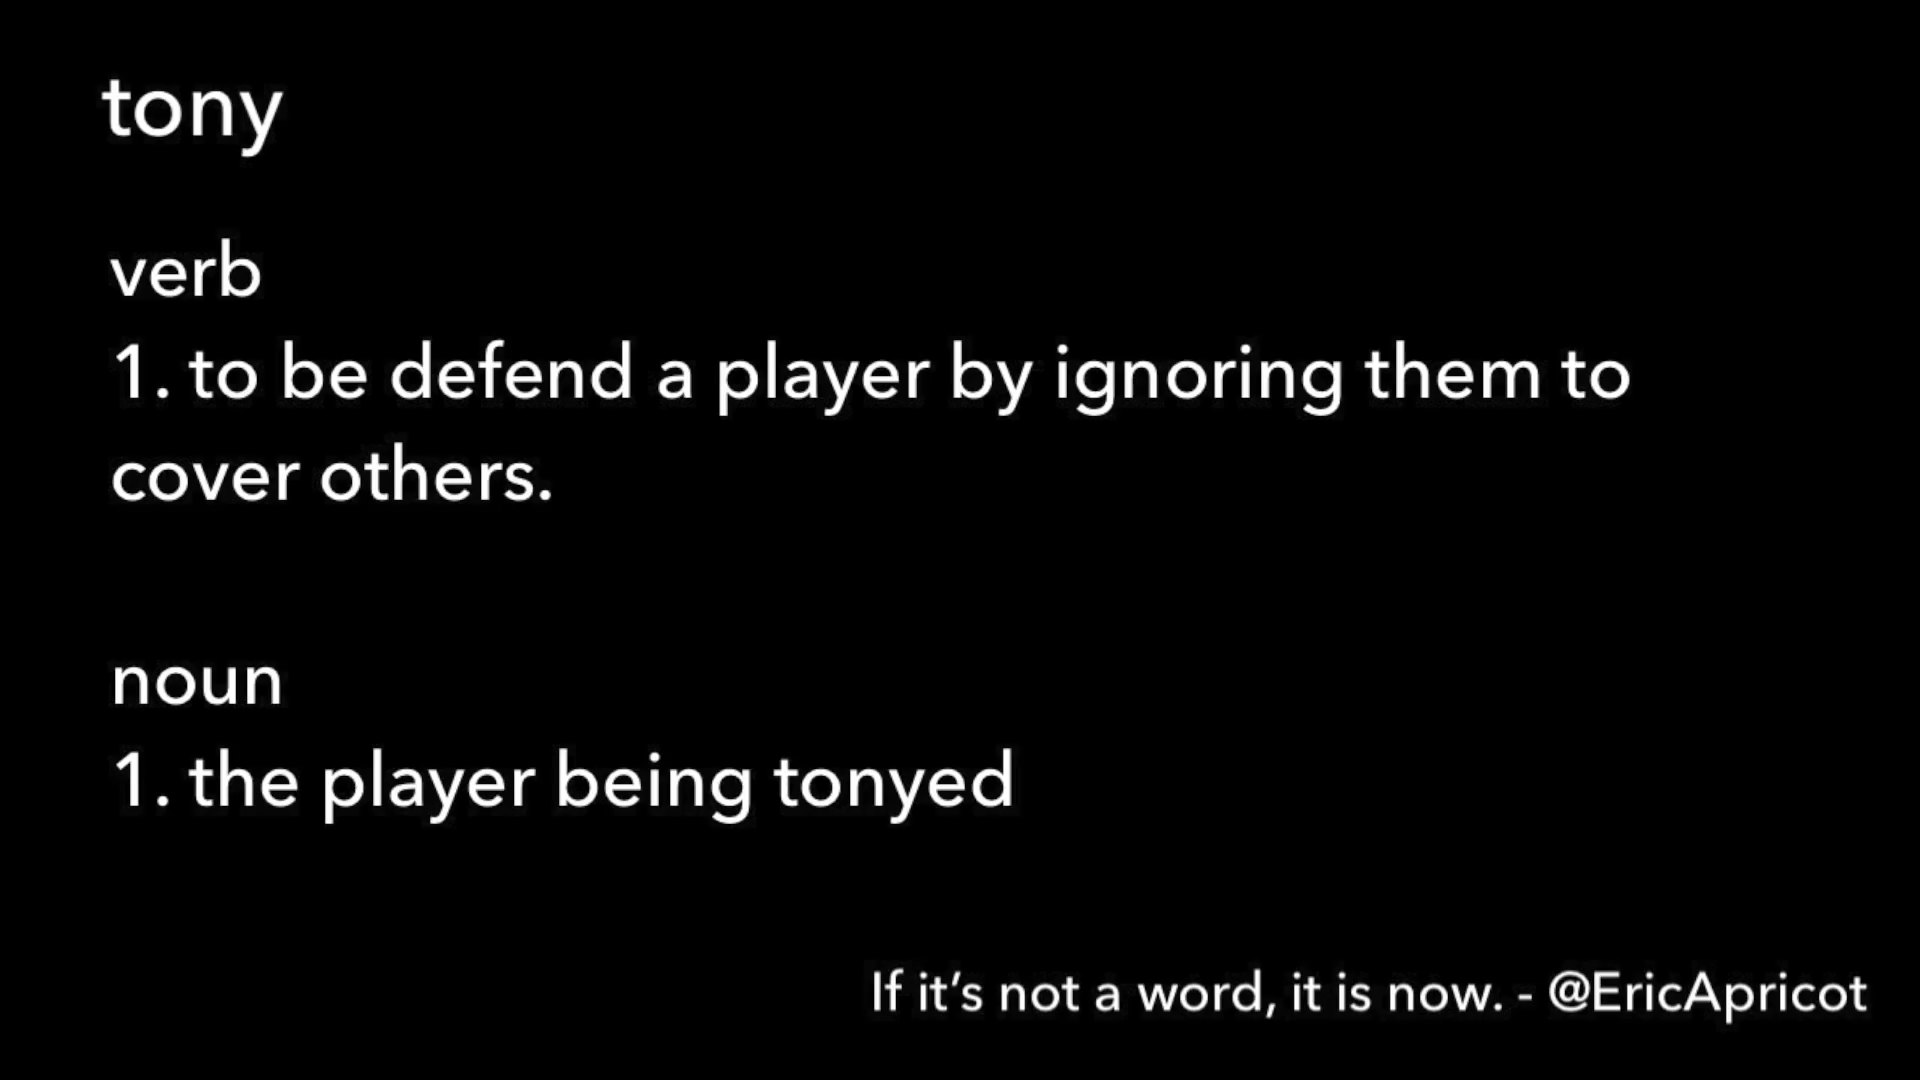 tony
verb
1. to be defend a player by ignoring them to
cover others.
noun
1. the player being tonyed
If it’s not a word, it is now. - @EricApricot